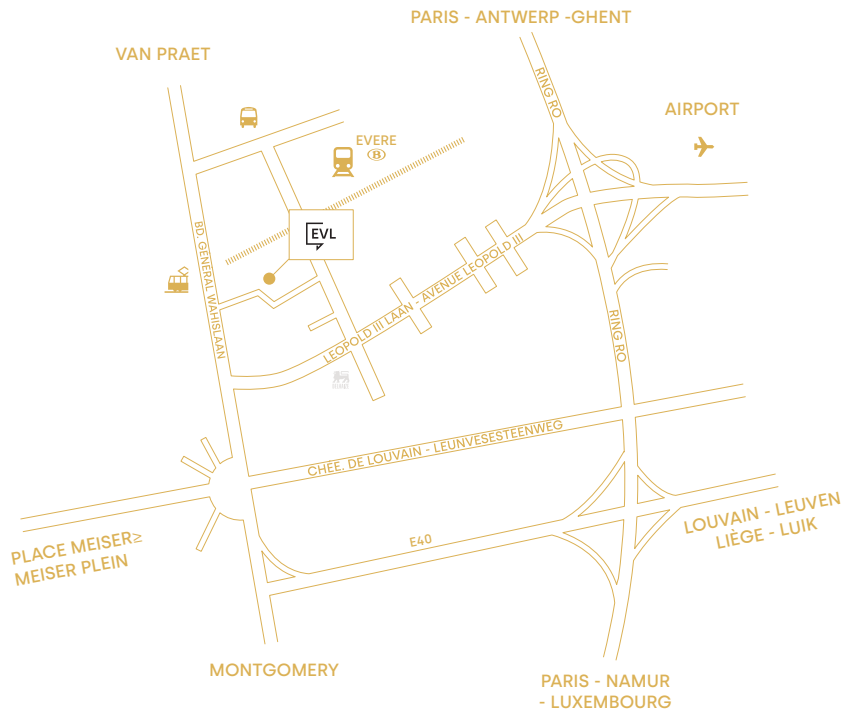 PARIS - ANTWERP -GHENT
VAN PRAET
RING RO
AIRPORT
EVERE
B
EVL
BD. GENERAL WAHISLAAN
LEOPOLD III LAAN - AVENUE LEOPOLD III
RING RO
CHÉE. DE LOUVAIN - LEUNVESESTEENWEG
E40
LOUVAIN - LEUVEN
LIÈGE - LUIK
PLACE MEISER≥
MEISER PLEIN
MONTGOMERY
PARIS - NAMUR
- LUXEMBOURG